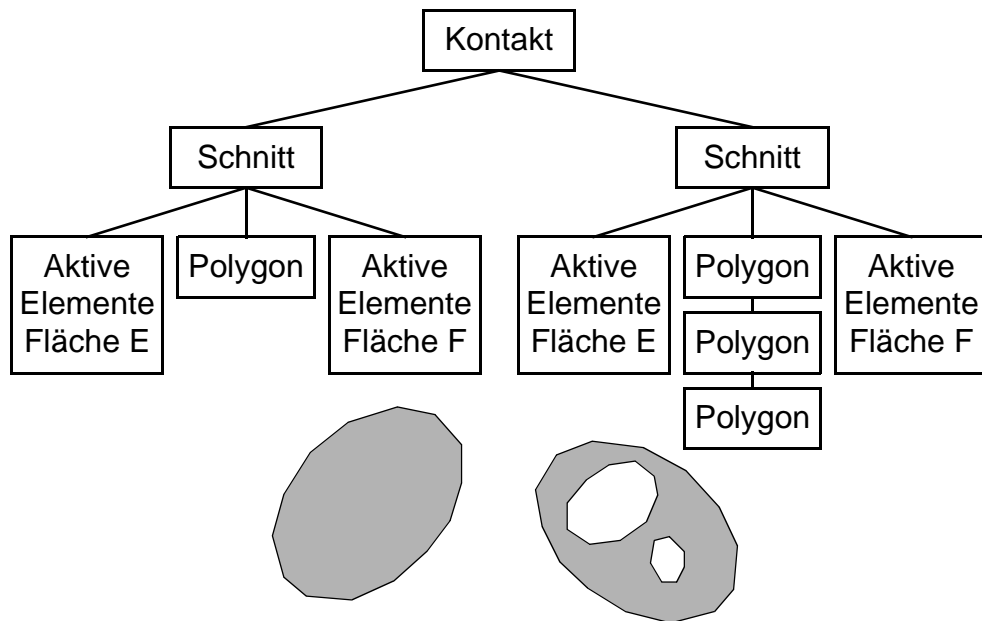 Kontakt
Schnitt
Schnitt
Aktive
Elemente
Fläche E
Polygon
Aktive
Elemente
Fläche F
Aktive
Elemente
Fläche E
Polygon
Polygon
Polygon
Aktive
Elemente
Fläche F